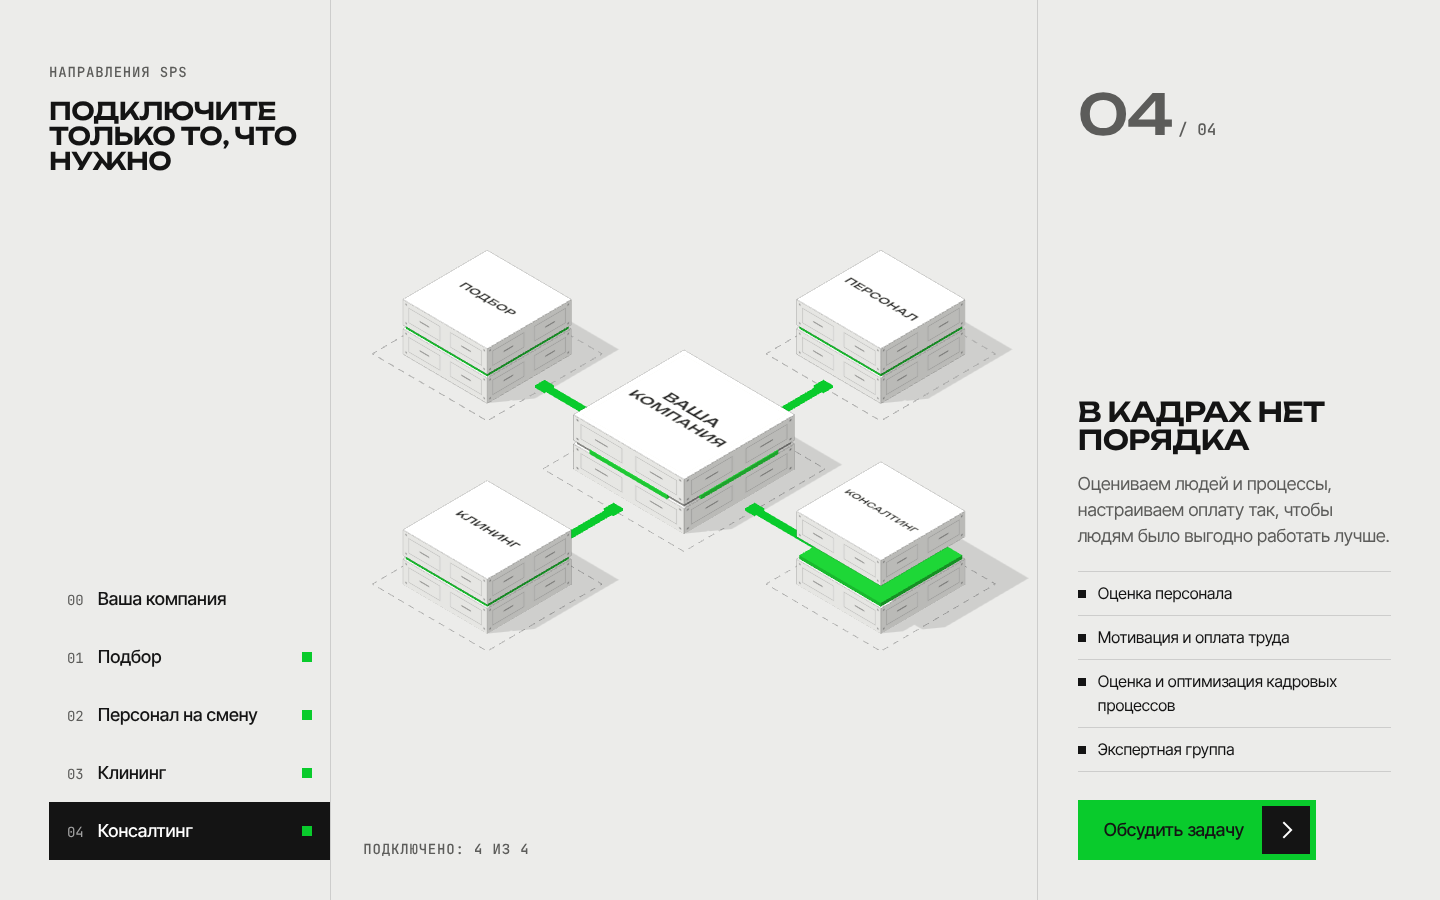 НАПРАВЛЕНИЯ SPS
ПОДКЛЮЧИТЕ
ТОЛЬКО ТО, ЧТО
НУЖНО
00 Ваша компания
01 Подбор
02 Персонал на смену
03 Клининг
04 Консалтинг
ПОДБОР
ПЕРСОНАЛ
ВАША
КОМПАНИЯ
КЛИНИНГ
КОНСАЛТИНГ
ПОДКЛЮЧЕНО: 4 ИЗ 4
04 / 04
В КАДРАХ НЕТ
ПОРЯДКА
Оцениваем людей и процессы,
настраиваем оплату так, чтобы
людям было выгодно работать лучше.
Оценка персонала
Мотивация и оплата труда
Оценка и оптимизация кадровых
процессов
Экспертная группа
Обсудить задачу